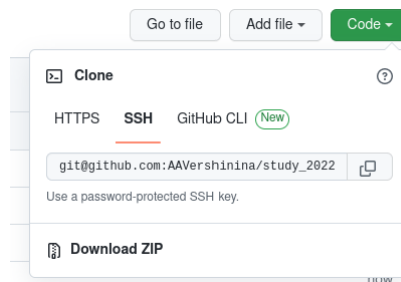 Go to file Add file Code
Clone
HTTPS SSH GitHub CLI New
git@github.com:AAVershinina/study_2022
Use a password-protected SSH key.
Download ZIP
now